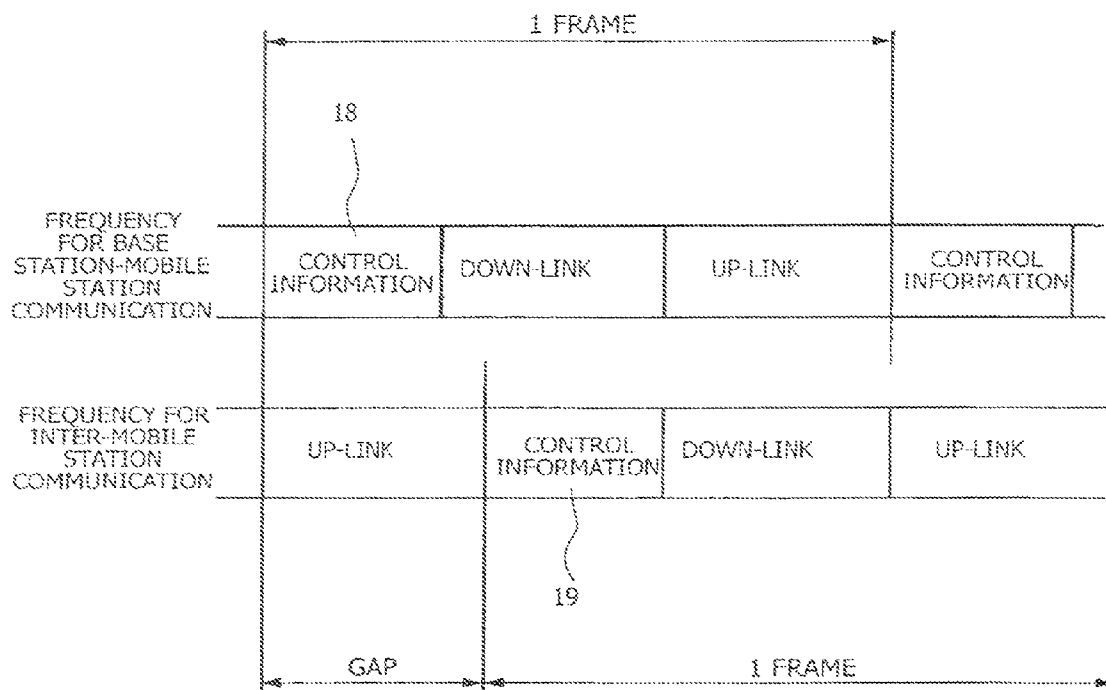 1 FRAME
18
FREQUENCY
FOR BASE
STATION-MOBILE
STATION
COMMUNICATION
CONTROL
INFORMATION
DOWN-LINK
UP-LINK
CONTROL
INFORMATION
FREQUENCY FOR
INTER-MOBILE
STATION
COMMUNICATION
UP-LINK
CONTROL
INFORMATION
DOWN-LINK
UP-LINK
19
GAP
1 FRAME